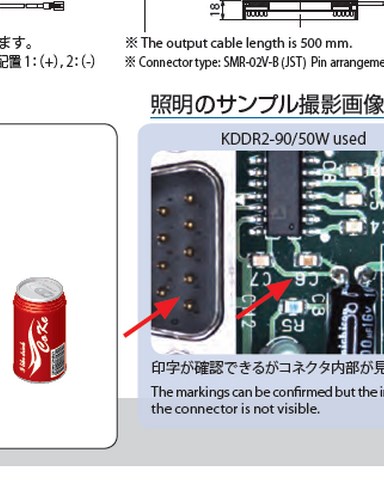 18
ます。
配置 1：(+) , 2：(-)
※ The output cable length is 500 mm.
※ Connector type: SMR-02V-B (JST) Pin arrangeme
照明のサンプル撮影画像
KDDR2-90/50W used
C7
C6
C8
R5
Co Ke
印字が確認できるがコネクタ内部が見
The markings can be confirmed but the i
the connector is not visible.